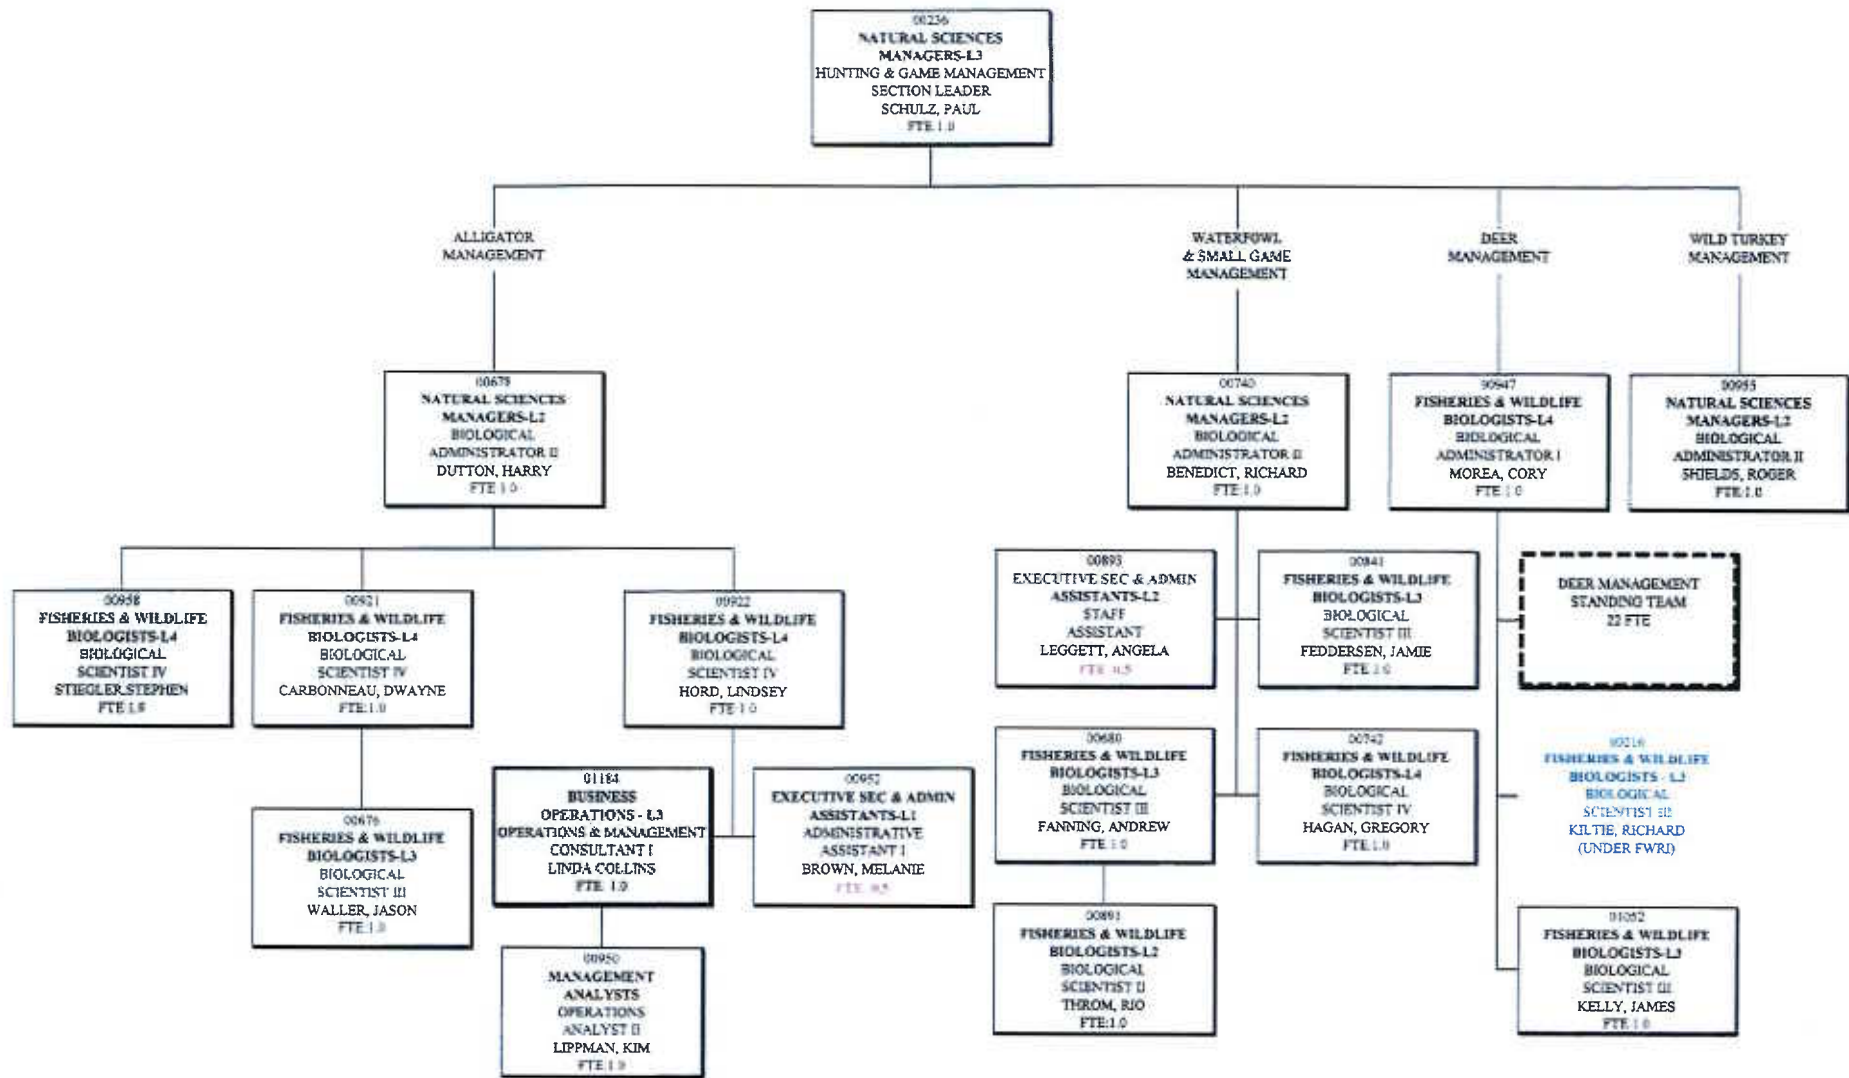 00236
NATURAL SCIENCES
MANAGERS-L3
HUNTING & GAME MANAGEMENT
SECTION LEADER
SCHULZ, PAUL
FTE 1.0
ALLIGATOR
MANAGEMENT
WATERFOWL
& SMALL GAME
MANAGEMENT
DEER
MANAGEMENT
WILD TURKEY
MANAGEMENT
NATURAL SCIENCES
MANAGERS-L2
BIOLOGICAL
ADMINISTRATOR II
DUTTON, HARRY
FTE 1.0
00740
NATURAL SCIENCES
MANAGERS-L2
BIOLOGICAL
ADMINISTRATOR II
BENEDICT, RICHARD
FTE:1.0
FISHERIES & WILDLIFE
BIOLOGISTS-L4
BIOLOGICAL
ADMINISTRATOR I
MOREA, CORY
FTE 1.0
00955
NATURAL SCIENCES
MANAGERS-L2
BIOLOGICAL
ADMINISTRATOR II
SHIELDS, ROGER
FTE:1.0
00958
FISHERIES & WILDLIFE
BIOLOGISTS-L4
BIOLOGICAL
SCIENTIST IV
STIEGLER,STEPHEN
FTE:1.0
00921
FISHERIES & WILDLIFE
BIOLOGISTS-L4
BIOLOGICAL
SCIENTIST IV
CARBONNEAU, DWAYNE
FTE:1.0
00922
FISHERIES & WILDLIFE
BIOLOGISTS-L4
BIOLOGICAL
SCIENTIST IV
HORD, LINDSEY
FTE:1.0
00676
FISHERIES & WILDLIFE
BIOLOGISTS-L3
BIOLOGICAL
SCIENTIST III
WALLER, JASON
FTE:1.0
01184
BUSINESS
OPERATIONS - L3
OPERATIONS & MANAGEMENT
CONSULTANT I
LINDA COLLINS
FTE 1.0
00952
EXECUTIVE SEC & ADMIN
ASSISTANTS-L1
ADMINISTRATIVE
ASSISTANT I
BROWN, MELANIE
FTE 0.5
00950
MANAGEMENT
ANALYSTS
OPERATIONS
ANALYST II
LIPPMAN, KIM
FTE:1.0
00893
EXECUTIVE SEC & ADMIN
ASSISTANTS-L2
STAFF
ASSISTANT
LEGGETT, ANGELA
FTE 0.5
00841
FISHERIES & WILDLIFE
BIOLOGISTS-L3
BIOLOGICAL
SCIENTIST III
FEDDERSEN, JAMIE
FTE 1.0
00680
FISHERIES & WILDLIFE
BIOLOGISTS-L3
BIOLOGICAL
SCIENTIST III
FANNING, ANDREW
FTE:1.0
00742
FISHERIES & WILDLIFE
BIOLOGISTS-L4
BIOLOGICAL
SCIENTIST IV
HAGAN, GREGORY
FTE:1.0
FISHERIES & WILDLIFE
BIOLOGISTS-L2
BIOLOGICAL
SCIENTIST II
THROM, RIO
FTE:1.0
DEER MANAGEMENT
STANDING TEAM
22 FTE
FISHERIES & WILDLIFE
BIOLOGISTS - L3
BIOLOGICAL
SCIENTIST III
KILTIE, RICHARD
(UNDER FWRI)
01052
FISHERIES & WILDLIFE
BIOLOGISTS-L3
BIOLOGICAL
SCIENTIST III
KELLY, JAMES
FTE 1.0